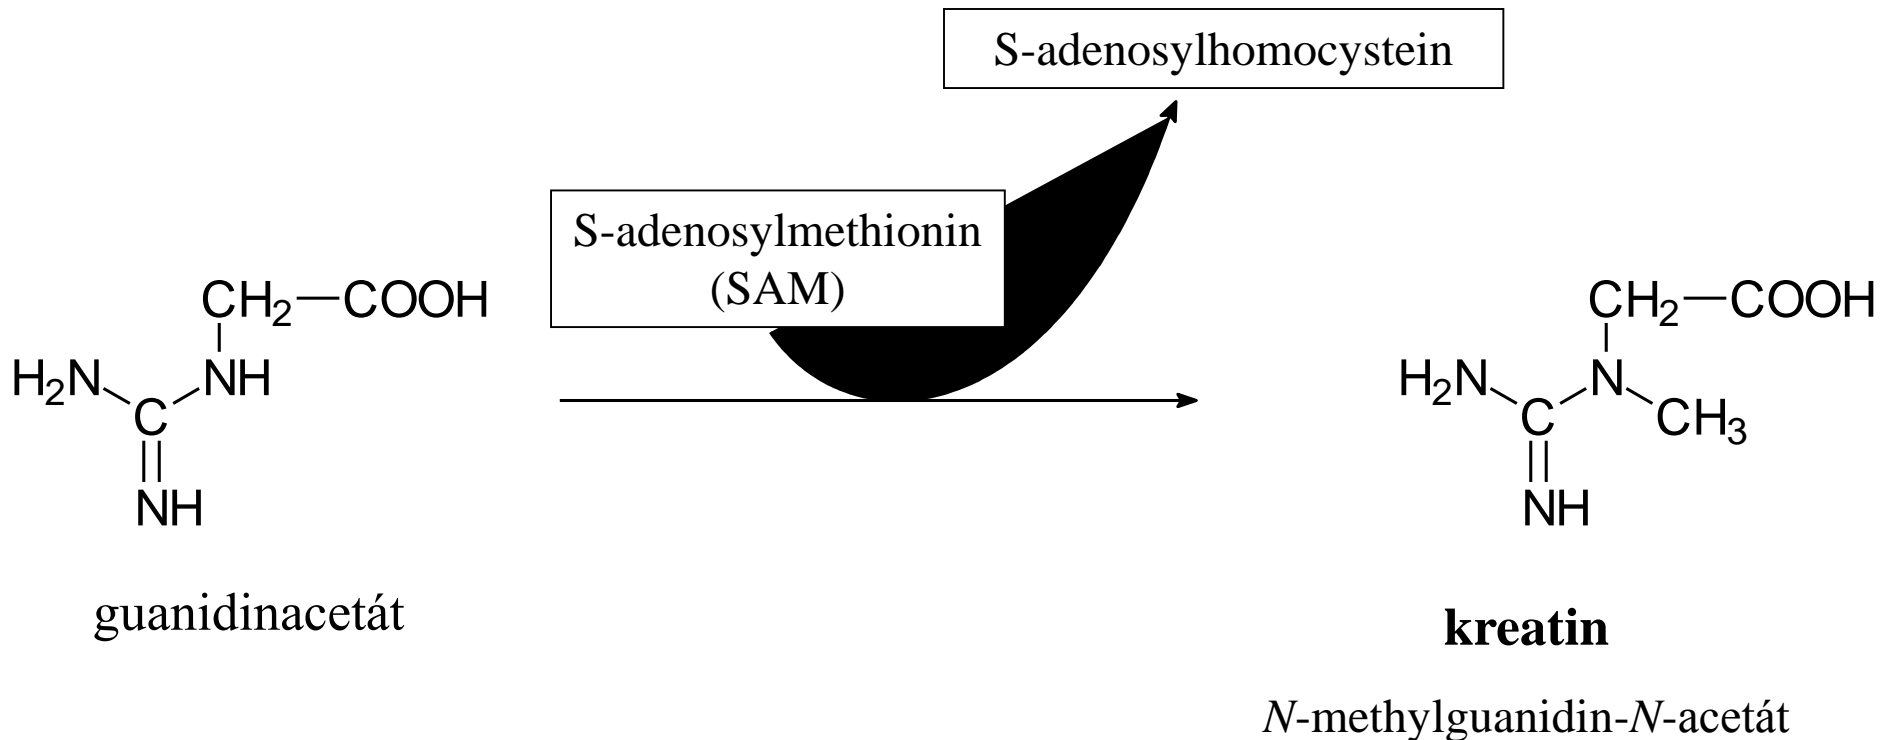 S-adenosylhomocystein
S-adenosylmethionin
(SAM)
CH2—COOH
H2N
NH
C
NH
guanidinacetát
CH2—COOH
H2N
N
C
CH3
NH
kreatin
N-methylguanidin-N-acetát